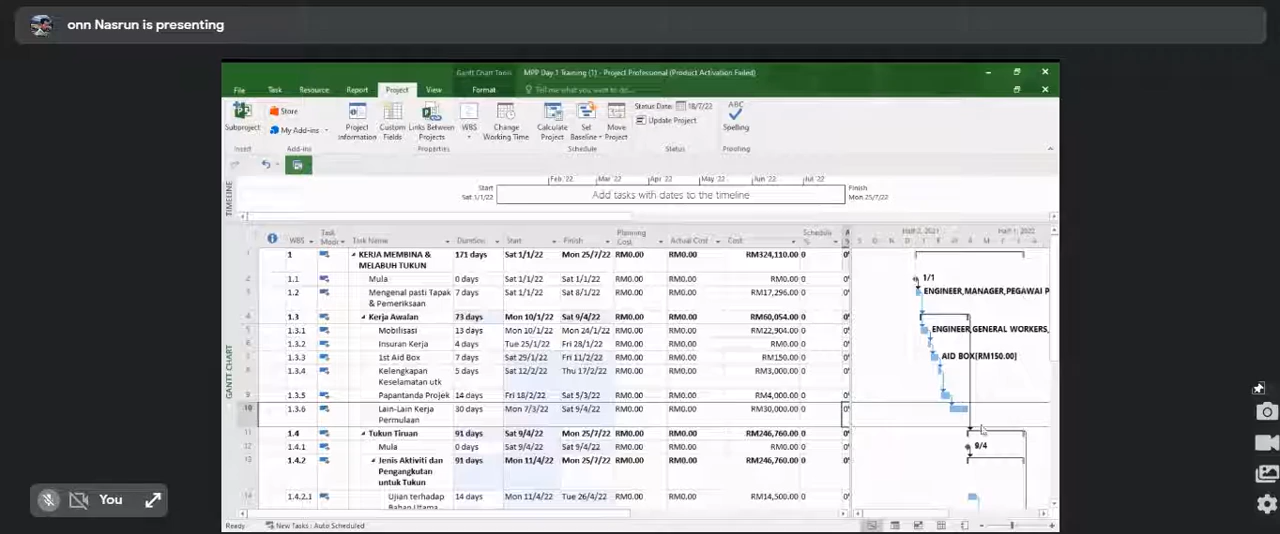 onn Nasrun is presenting
Gantt Chart Tools MPP Day 1 Training (1) - Project Professional (Product Activation Failed)
File Task Resource Report Project View Format Tell me what you want to do...
Subproject Store My Add-ins Project Information Custom Fields Links Between Projects WBS Change Working Time Calculate Project Set Baseline Move Project Status Date: 18/7/22 Update Project ABC Spelling
Insert Add-ins Properties Schedule Status Proofing
TIMELINE
Feb '22 Mar '22 Apr '22 May '22 Jun '22 Jul '22
Start Sat 1/1/22
Add tasks with dates to the timeline
Finish Mon 25/7/22
GANTT CHART
WBS Task Mode Task Name Duration Start Finish Planning Cost Actual Cost Cost Schedule %
1 1 KERJA MEMBINA & MELABUH TUKUN 171 days Sat 1/1/22 Mon 25/7/22 RM0.00 RM0.00 RM324,110.00 0
1.1 Mula 0 days Sat 1/1/22 Sat 1/1/22 RM0.00 RM0.00 RM0.00 0
1.2 Mengenal pasti Tapak & Pemeriksaan 7 days Sat 1/1/22 Sat 8/1/22 RM0.00 RM0.00 RM17,296.00 0
1.3 Kerja Awalan 73 days Mon 10/1/22 Sat 9/4/22 RM0.00 RM0.00 RM60,054.00 0
1.3.1 Mobilisasi 13 days Mon 10/1/22 Mon 24/1/22 RM0.00 RM0.00 RM22,904.00 0
1.3.2 Insuran Kerja 4 days Tue 25/1/22 Fri 28/1/22 RM0.00 RM0.00 RM0.00 0
1.3.3 1st Aid Box 7 days Sat 29/1/22 Fri 11/2/22 RM0.00 RM0.00 RM150.00 0
1.3.4 Kelengkapan Keselamatan utk 5 days Sat 12/2/22 Thu 17/2/22 RM0.00 RM0.00 RM3,000.00 0
9 1.3.5 Papantanda Projek 14 days Fri 18/2/22 Sat 5/3/22 RM0.00 RM0.00 RM4,000.00 0
10 1.3.6 Lain-Lain Kerja Permulaan 30 days Mon 7/3/22 Sat 9/4/22 RM0.00 RM0.00 RM30,000.00 0
11 1.4 Tukun Tiruan 91 days Sat 9/4/22 Mon 25/7/22 RM0.00 RM0.00 RM246,760.00 0
12 1.4.1 Mula 0 days Sat 9/4/22 Sat 9/4/22 RM0.00 RM0.00 RM0.00 0
13 1.4.2 Jenis Aktiviti dan Pengangkutan untuk Tukun 91 days Mon 11/4/22 Mon 25/7/22 RM0.00 RM0.00 RM246,760.00 0
14 1.4.2.1 Ujian terhadap Bahan Utama 14 days Mon 11/4/22 Tue 26/4/22 RM0.00 RM0.00 RM14,500.00 0
Half 1, 2022
1/1
ENGINEER,MANAGER,PEGAWAI P
ENGINEER,GENERAL WORKERS,
AID BOX[RM150.00]
9/4
Ready New Tasks : Auto Scheduled
You